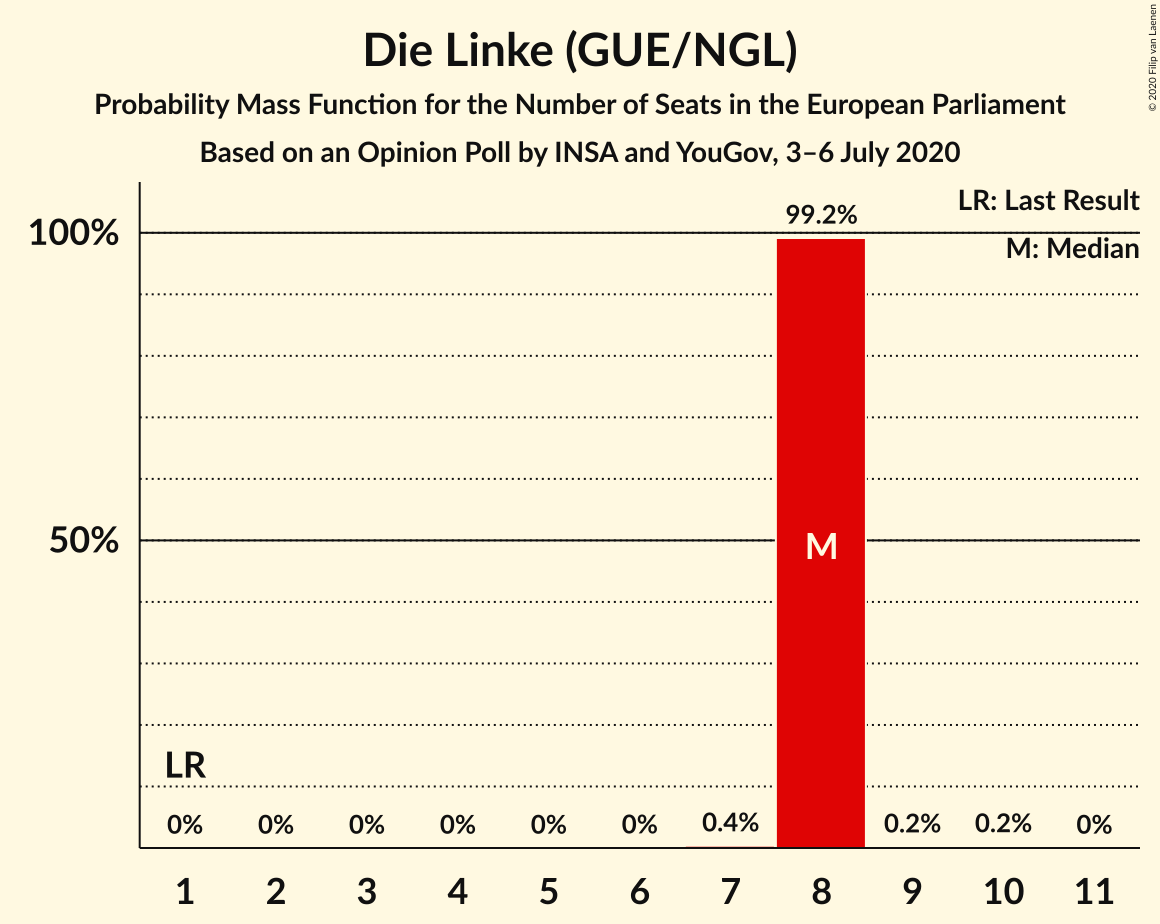 Die Linke (GUE/NGL)
Probability Mass Function for the Number of Seats in the European Parliament
Based on an Opinion Poll by INSA and YouGov, 3–6 July 2020
© 2020 Filip van Laenen
LR: Last Result
M: Median
100%
50%
99.2%
M
LR
0% 0% 0% 0% 0% 0% 0.4% 0.2% 0.2% 0%
1 2 3 4 5 6 7 8 9 10 11